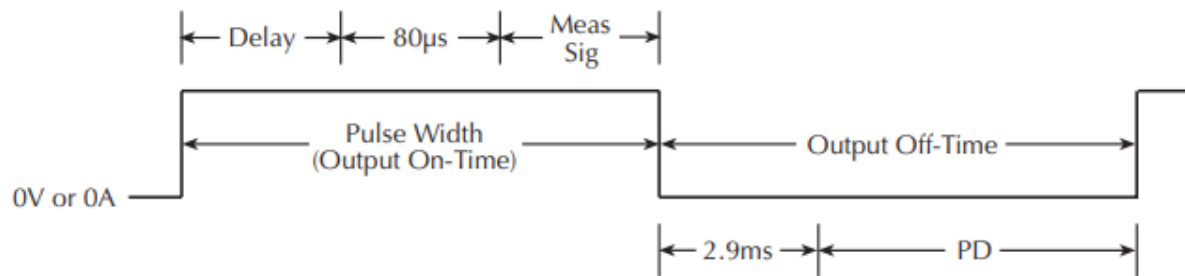 Delay
80µs
Meas
Sig
Pulse Width
(Output On-Time)
Output Off-Time
0V or 0A
2.9ms
PD